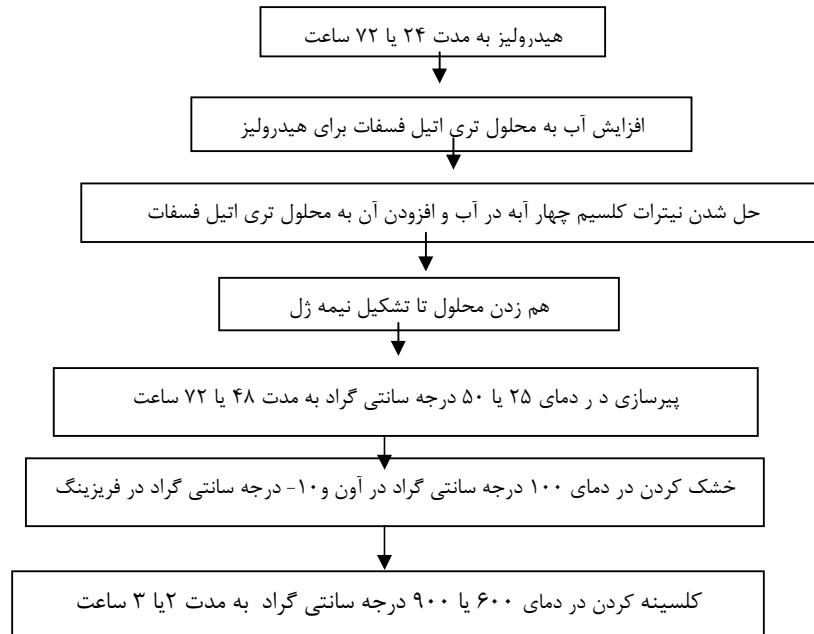 هیدرولیز به مدت ۲۴ یا ۷۲ ساعت
افزایش آب به محلول تری اتیل فسفات برای هیدرولیز
حل شدن نیترات کلسیم چهار آبه در آب و افزودن آن به محلول تری اتیل فسفات
هم زدن محلول تا تشکیل نیمه ژل
پیرسازی د ر دمای ۲۵ یا ۵۰ درجه سانتی گراد به مدت ۴۸ یا ۷۲ ساعت
خشک کردن در دمای ۱۰۰ درجه سانتی گراد در آون و۱۰- درجه سانتی گراد در فریزینگ
کلسینه کردن در دمای ۶۰۰ یا ۹۰۰ درجه سانتی گراد به مدت ۲یا ۳ ساعت